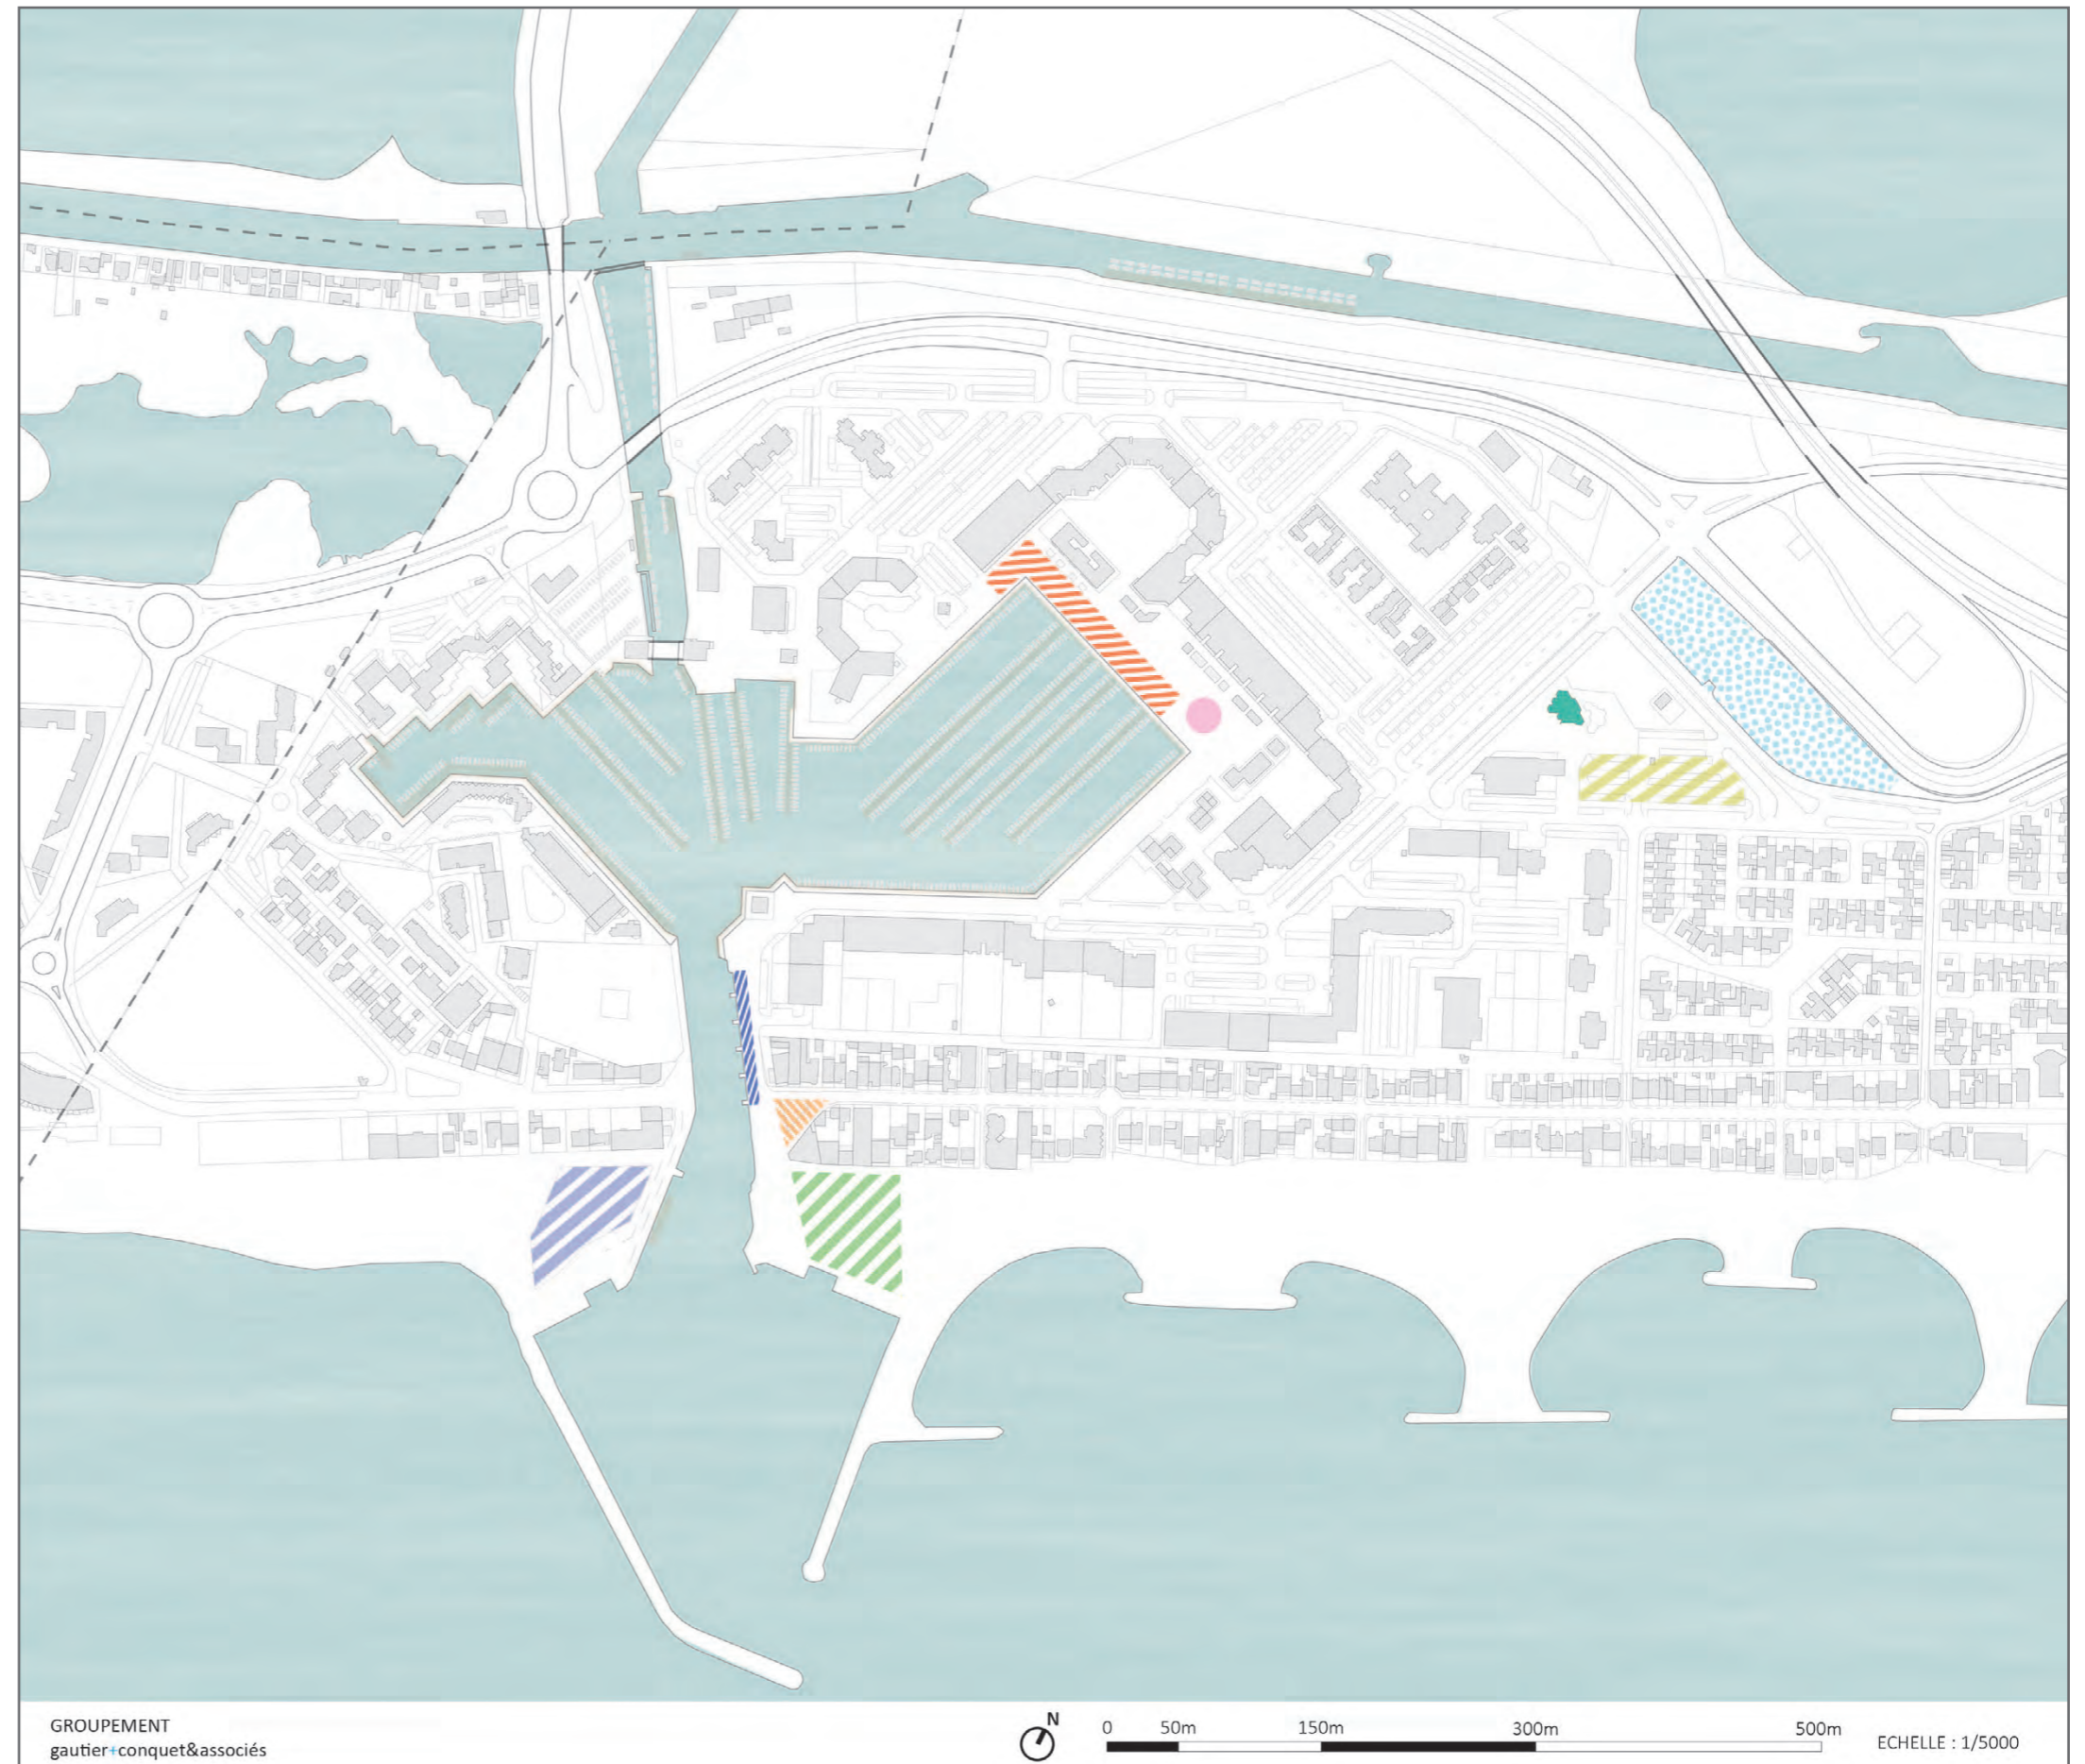 GROUPEMENT
gautier+conquet&associés
N
0 50m 150m 300m 500m
ECHELLE : 1/5000